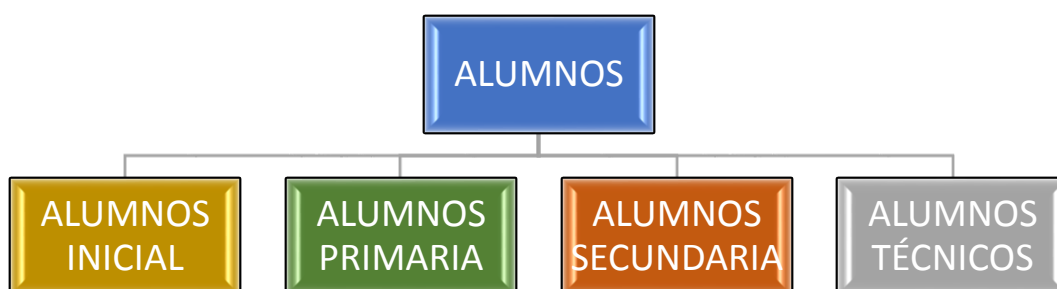 ALUMNOS
ALUMNOS
INICIAL
ALUMNOS
PRIMARIA
ALUMNOS
SECUNDARIA
ALUMNOS
TÉCNICOS